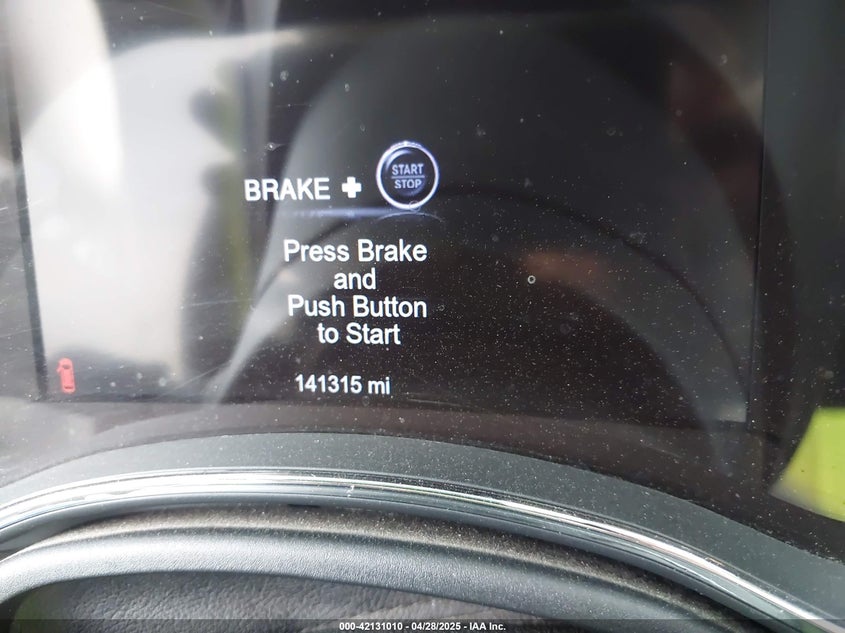 BRAKE + START STOP
Press Brake
and
Push Button
to Start
141315 mi
000-42131010 - 04/28/2025 - IAA Inc.